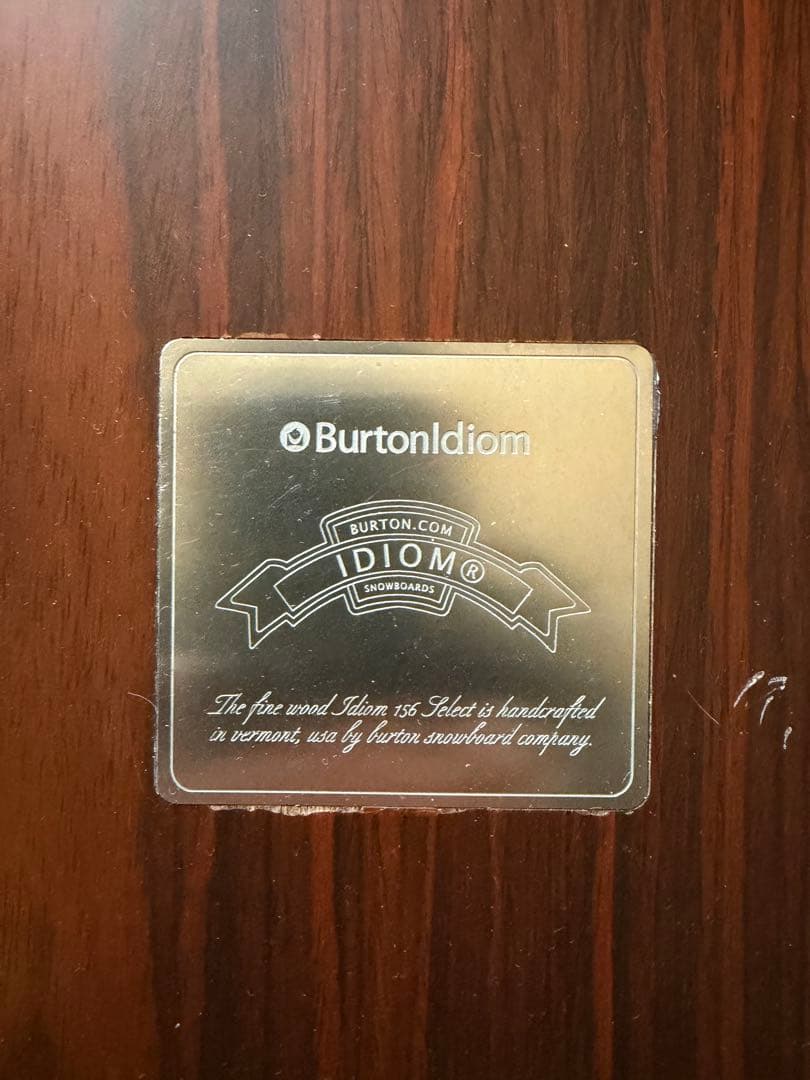 BurtonIdiom
BURTON.COM
IDIOM®
SNOWBOARDS
The fine wood Idiom 156 Select is handcrafted
in vermont, usa by burton snowboard company.